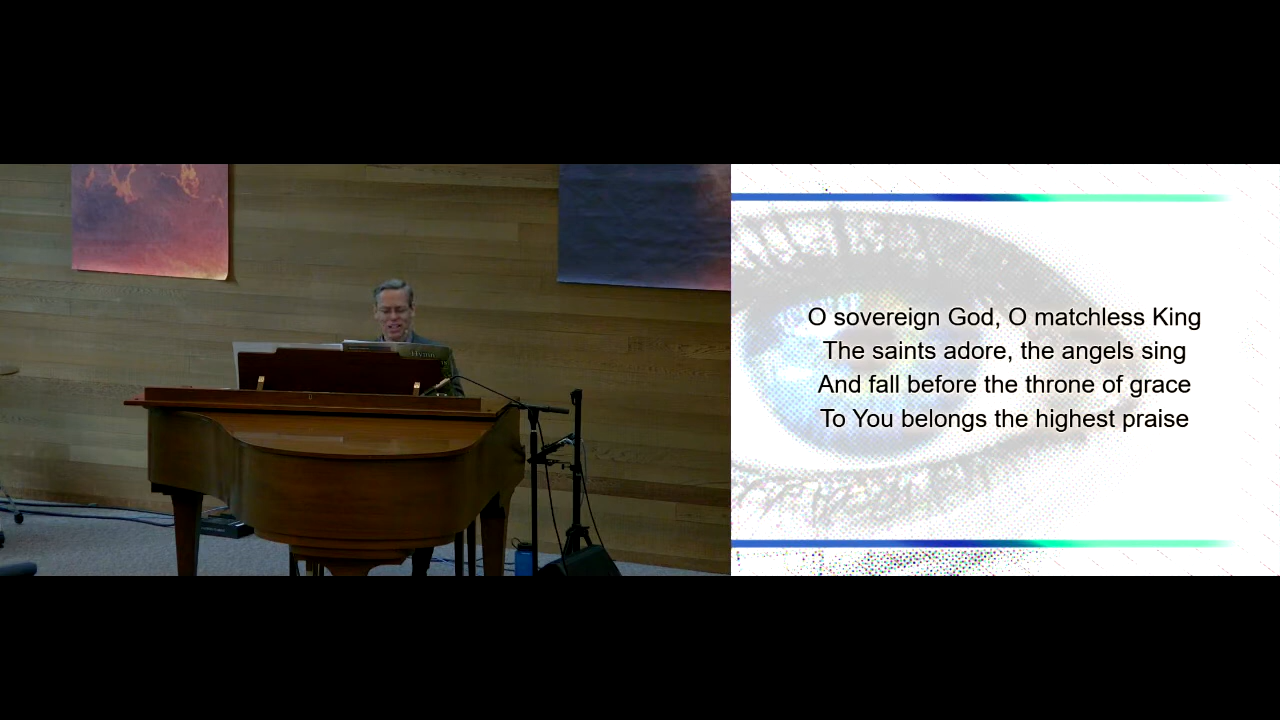 Hymn
O sovereign God, O matchless King
The saints adore, the angels sing
And fall before the throne of grace
To You belongs the highest praise